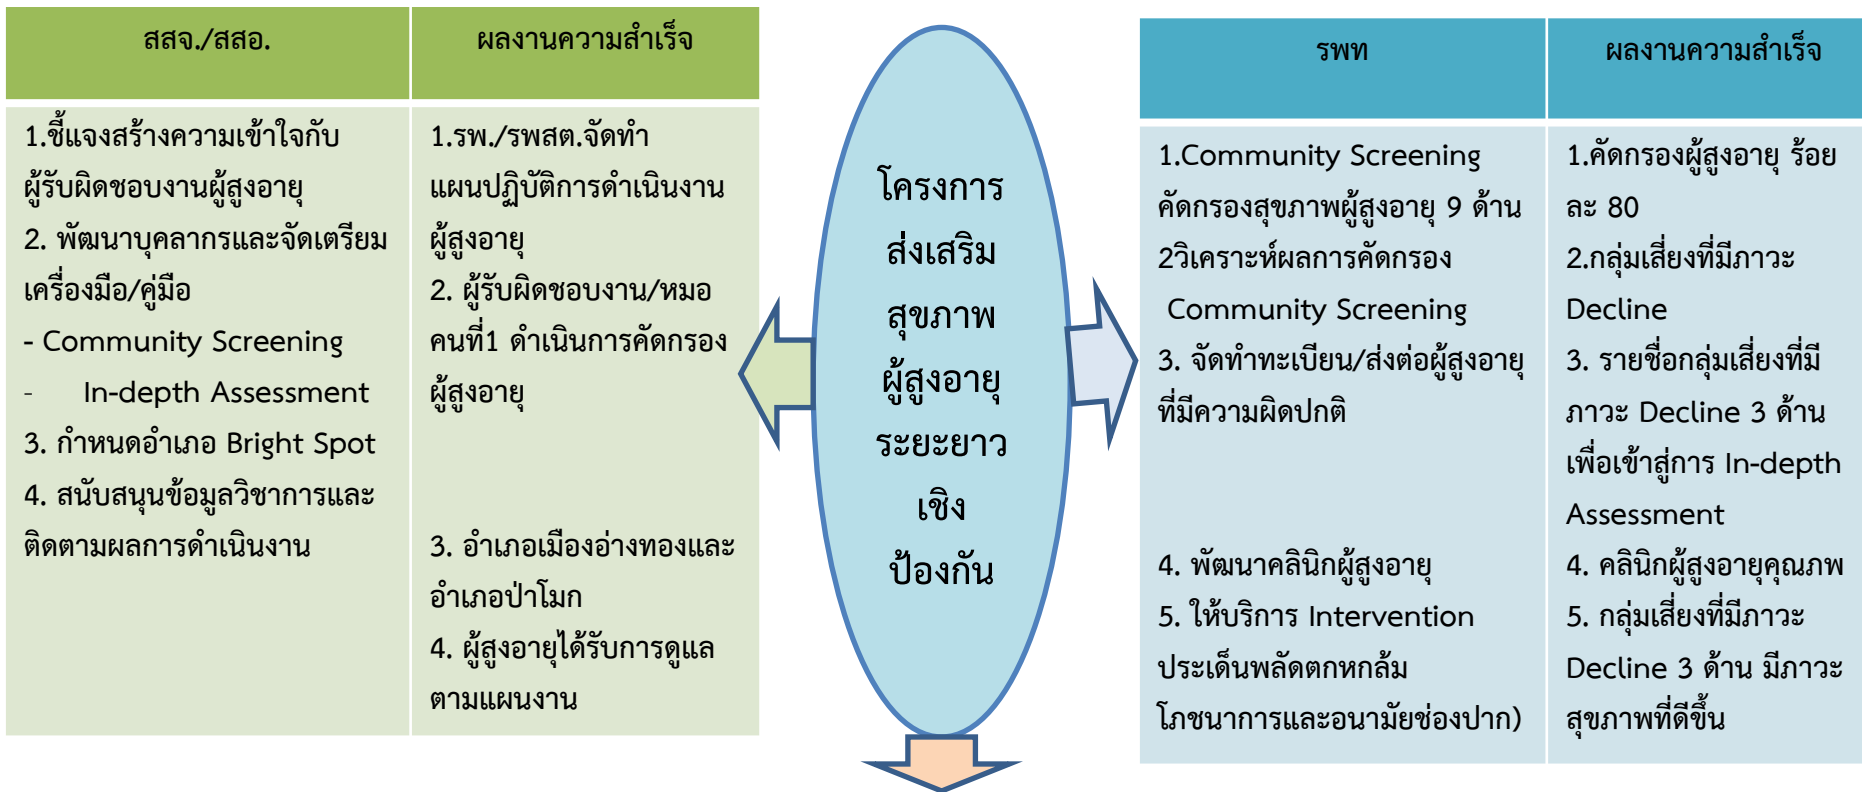 สสจ./สสอ.
ผลงานความสำเร็จ
1.ชี้แจงสร้างความเข้าใจกับ
ผู้รับผิดชอบงานผู้สูงอายุ
2. พัฒนาบุคลากรและจัดเตรียม
เครื่องมือ/คู่มือ
- Community Screening
- In-depth Assessment
3. กำหนดอำเภอ Bright Spot
4. สนับสนุนข้อมูลวิชาการและ
ติดตามผลการดำเนินงาน
1.รพ./รพสต.จัดทำ
แผนปฏิบัติการดำเนินงาน
ผู้สูงอายุ
2. ผู้รับผิดชอบงาน/หมอ
คนที่1 ดำเนินการคัดกรอง
ผู้สูงอายุ
3. อำเภอเมืองอ่างทองและ
อำเภอป่าโมก
4. ผู้สูงอายุได้รับการดูแล
ตามแผนงาน
โครงการ
ส่งเสริม
สุขภาพ
ผู้สูงอายุ
ระยะยาว
เชิง
ป้องกัน
รพท
ผลงานความสำเร็จ
1.Community Screening
คัดกรองสุขภาพผู้สูงอายุ 9 ด้าน
2วิเคราะห์ผลการคัดกรอง
Community Screening
3. จัดทำทะเบียน/ส่งต่อผู้สูงอายุ
ที่มีความผิดปกติ
4. พัฒนาคลินิกผู้สูงอายุ
5. ให้บริการ Intervention
ประเด็นพลัดตกหกล้ม
โภชนาการและอนามัยช่องปาก)
1.คัดกรองผู้สูงอายุ ร้อย
ละ 80
2.กลุ่มเสี่ยงที่มีภาวะ
Decline
3. รายชื่อกลุ่มเสี่ยงที่มี
ภาวะ Decline 3 ด้าน
เพื่อเข้าสู่การ In-depth
Assessment
4. คลินิกผู้สูงอายุคุณภพ
5. กลุ่มเสี่ยงที่มีภาวะ
Decline 3 ด้าน มีภาวะ
สุขภาพที่ดีขึ้น